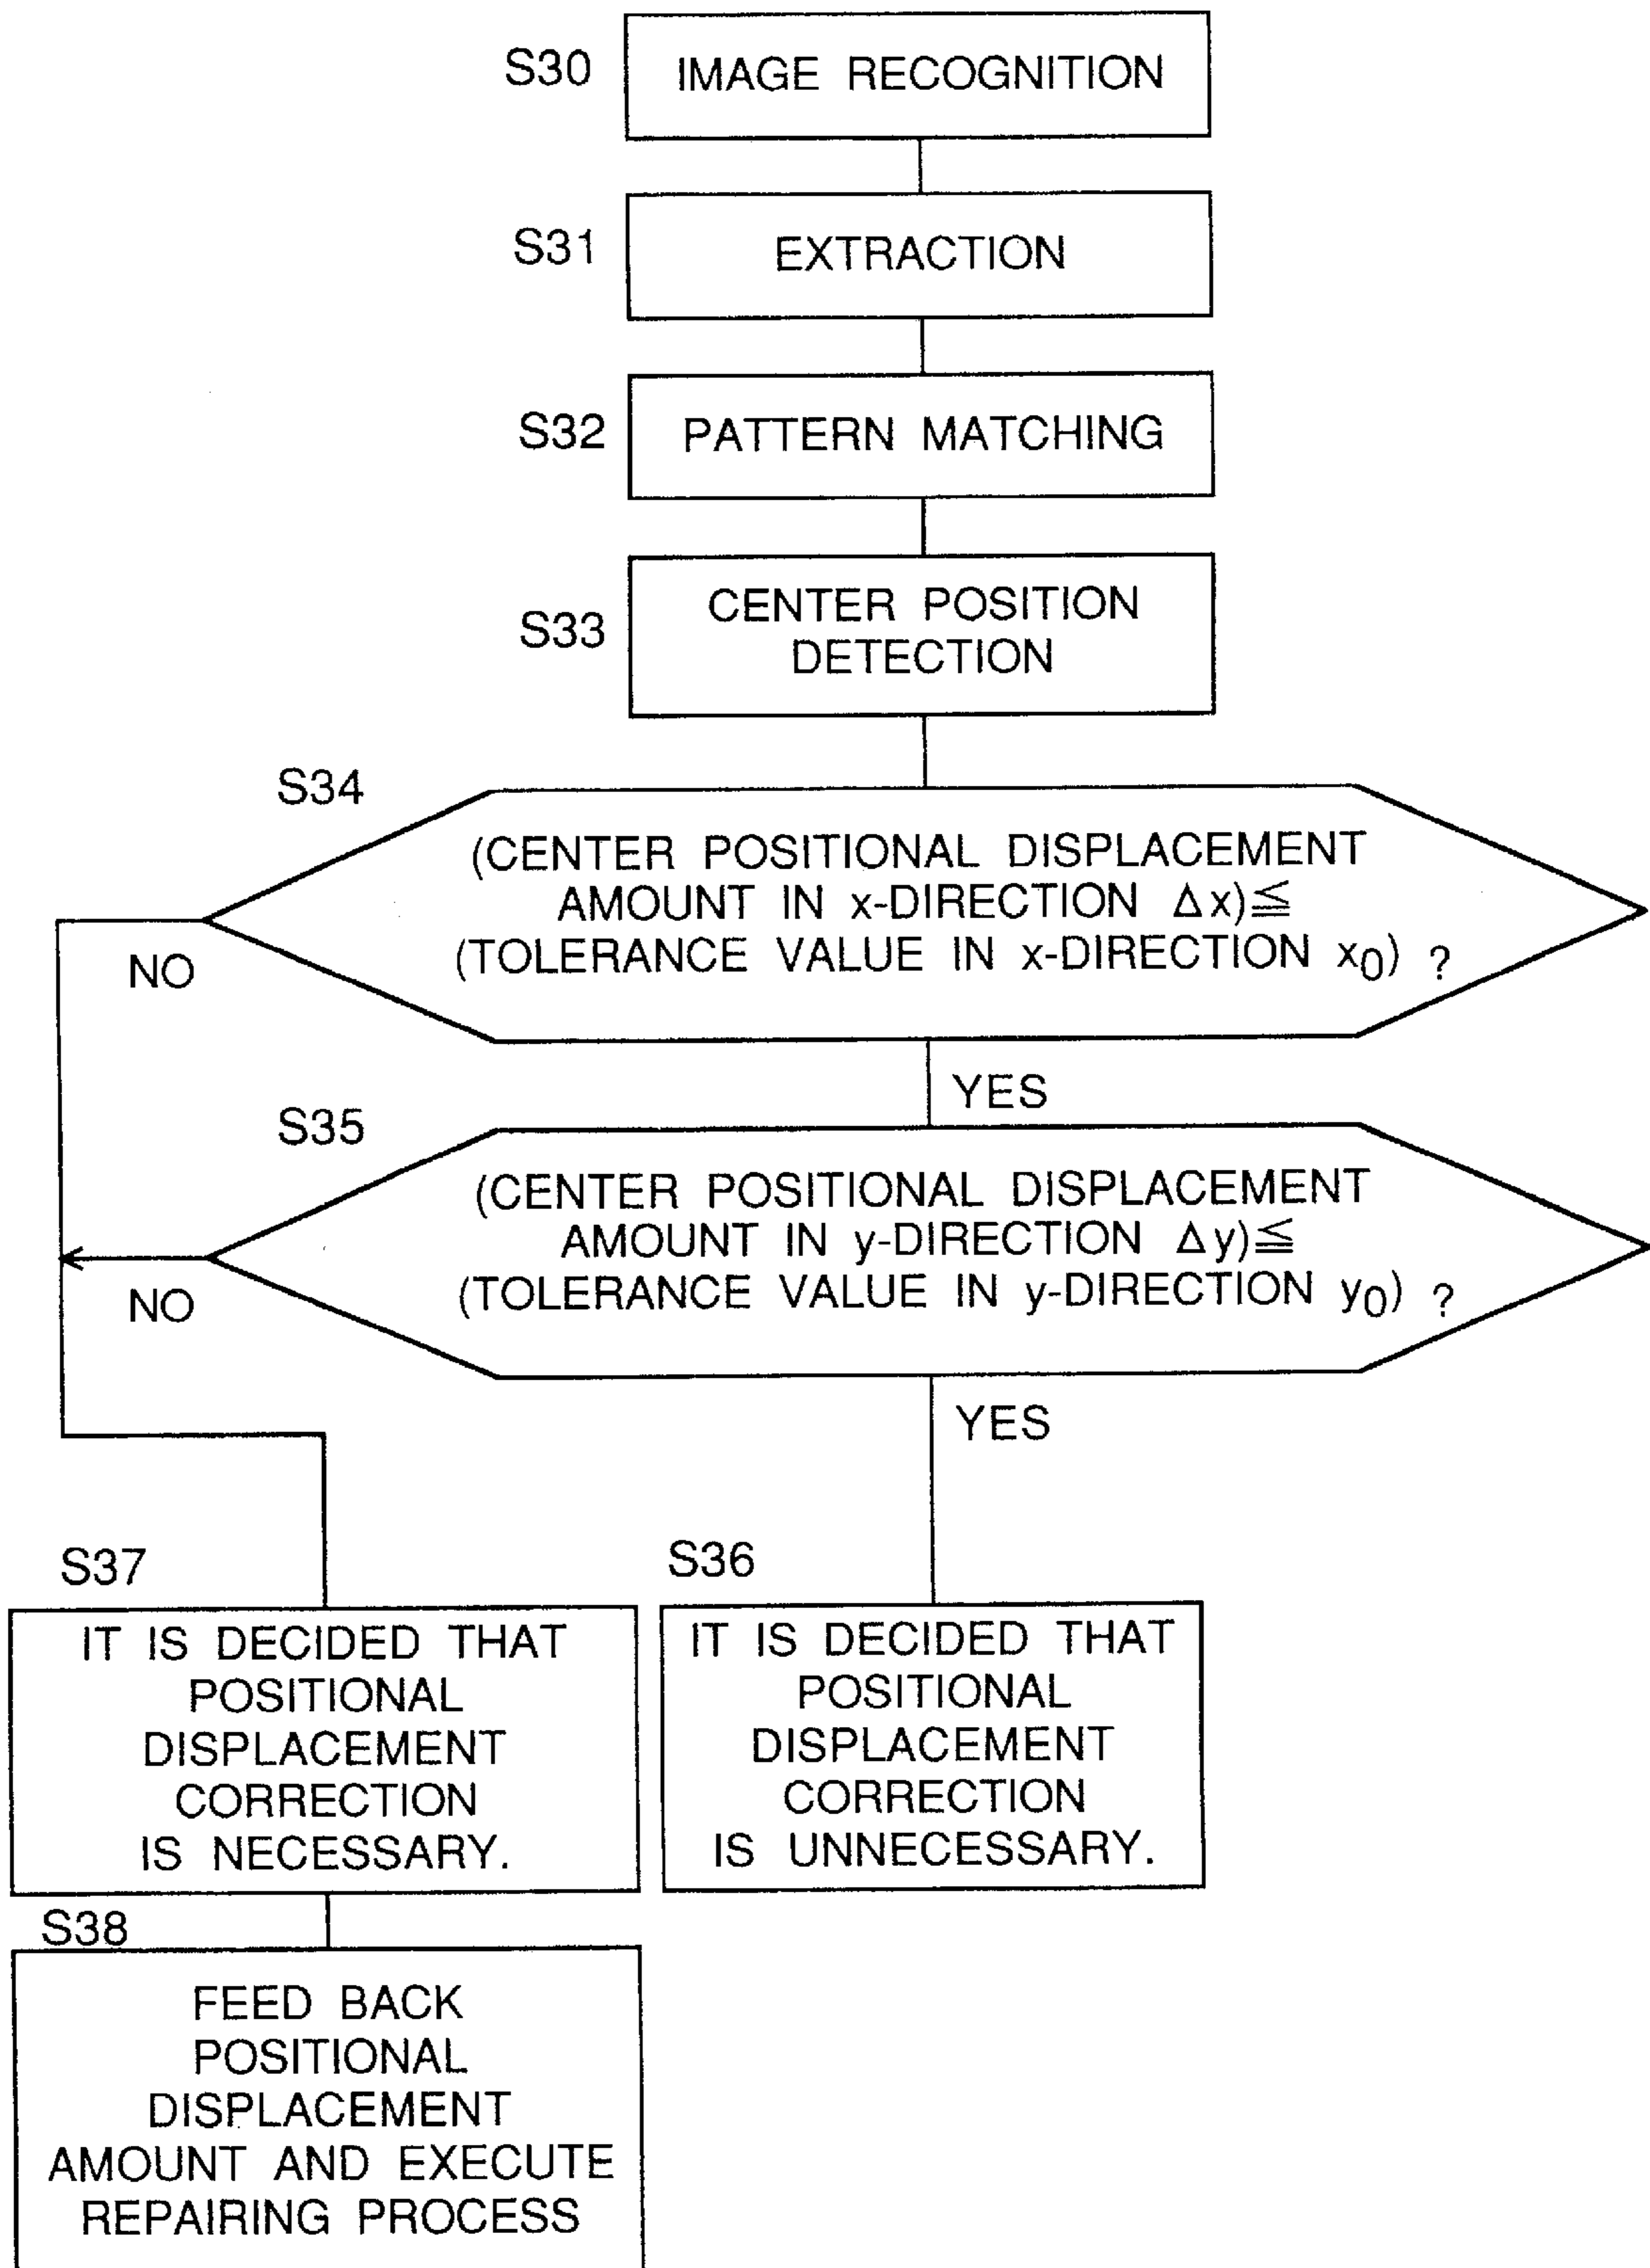 S30
IMAGE RECOGNITION
S31
EXTRACTION
S32
PATTERN MATCHING
S33
CENTER POSITION
DETECTION
S34
(CENTER POSITIONAL DISPLACEMENT
AMOUNT IN x-DIRECTION Δx)≦
(TOLERANCE VALUE IN x-DIRECTION x0) ?
NO
YES
S35
(CENTER POSITIONAL DISPLACEMENT
AMOUNT IN y-DIRECTION Δy)≦
(TOLERANCE VALUE IN y-DIRECTION y0) ?
NO
YES
S37
IT IS DECIDED THAT
POSITIONAL
DISPLACEMENT
CORRECTION
IS NECESSARY.
S36
IT IS DECIDED THAT
POSITIONAL
DISPLACEMENT
CORRECTION
IS UNNECESSARY.
S38
FEED BACK
POSITIONAL
DISPLACEMENT
AMOUNT AND EXECUTE
REPAIRING PROCESS